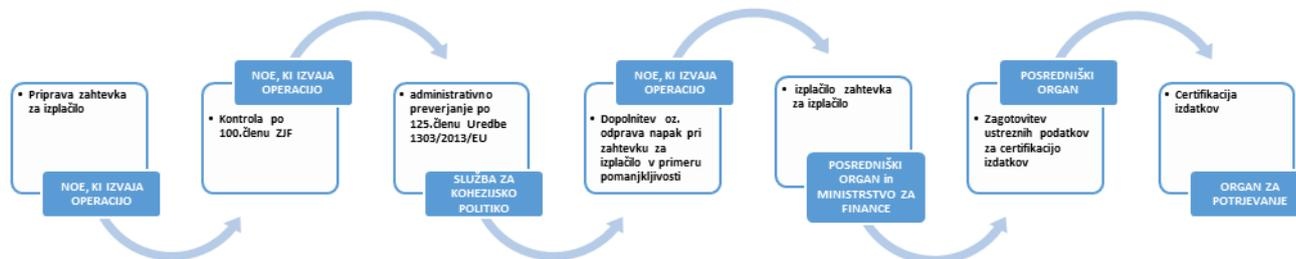 • Priprava zahtevka
za izplačilo
NOE, KI IZVAJA
OPERACIJO
NOE, KI IZVAJA
OPERACIJO
• Kontrola po
100.členu ZJF
• administrativno
preverjanje po
125.členu Uredbe
1303/2013/EU
SLUŽBA ZA
KOHEZIJSKO
POLITIKO
NOE, KI IZVAJA
OPERACIJO
• Dopolnitev oz.
odprava napak pri
zahtevku za
izplačilo v primeru
pomanjkljivosti
• izplačilo zahtevka
za izplačilo
POSREDNIŠKI
ORGAN in
MINISTRSTVO ZA
FINANCE
POSREDNIŠKI
ORGAN
• Zagotovitev
ustreznih podatkov
za certifikacijo
izdatkov
• Certifikacija
izdatkov
ORGAN ZA
POTRJEVANJE